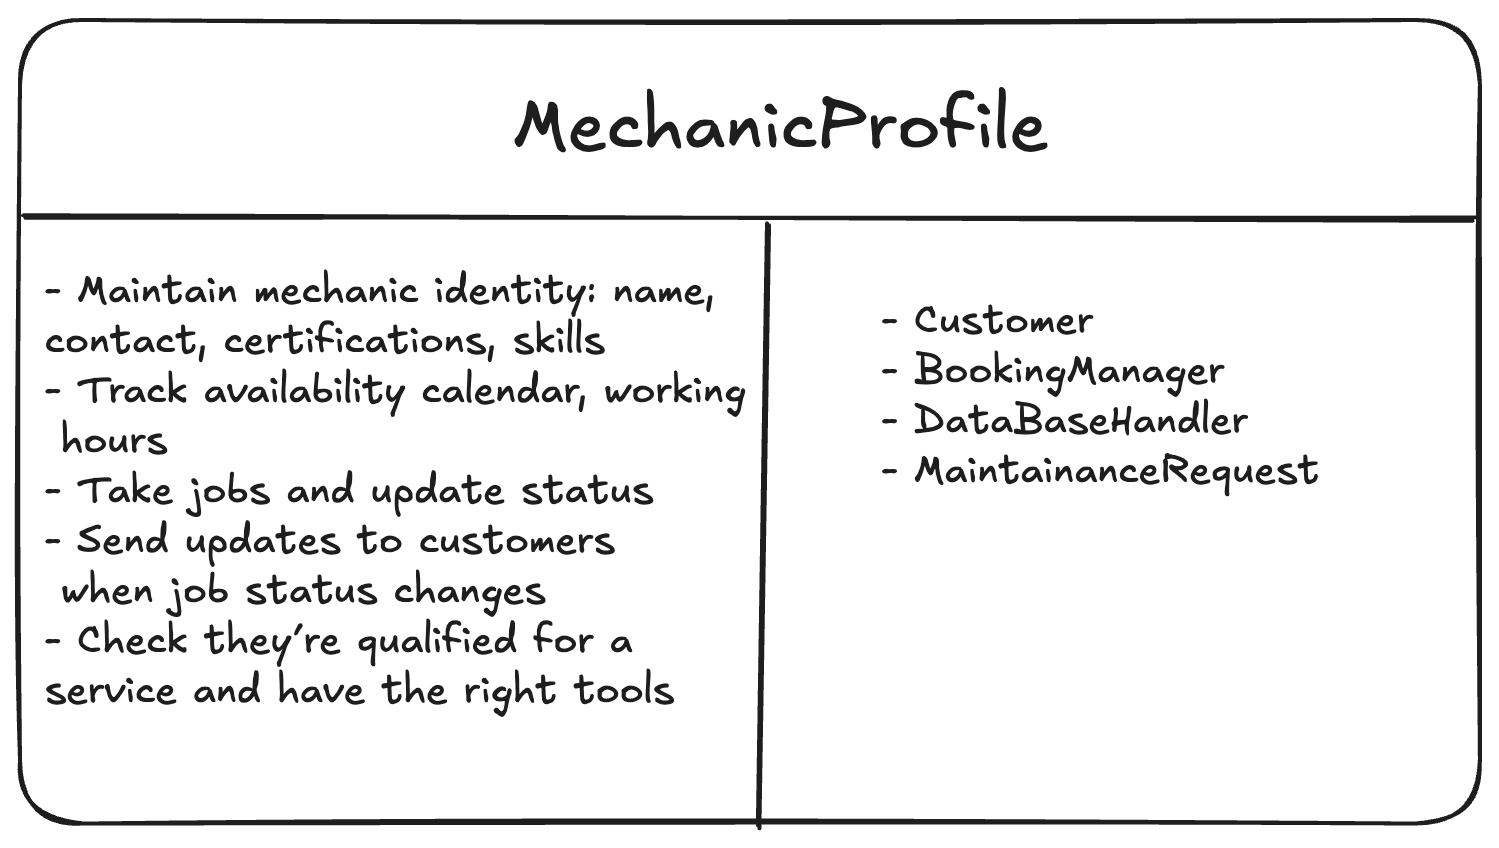 MechanicProfile
- Maintain mechanic identity: name,
contact, certifications, skills
- Track availability calendar, working
hours
- Take jobs and update status
- Send updates to customers
when job status changes
- Check they're qualified for a
service and have the right tools
- Customer
- BookingManager
- DataBaseHandler
- MaintainanceRequest